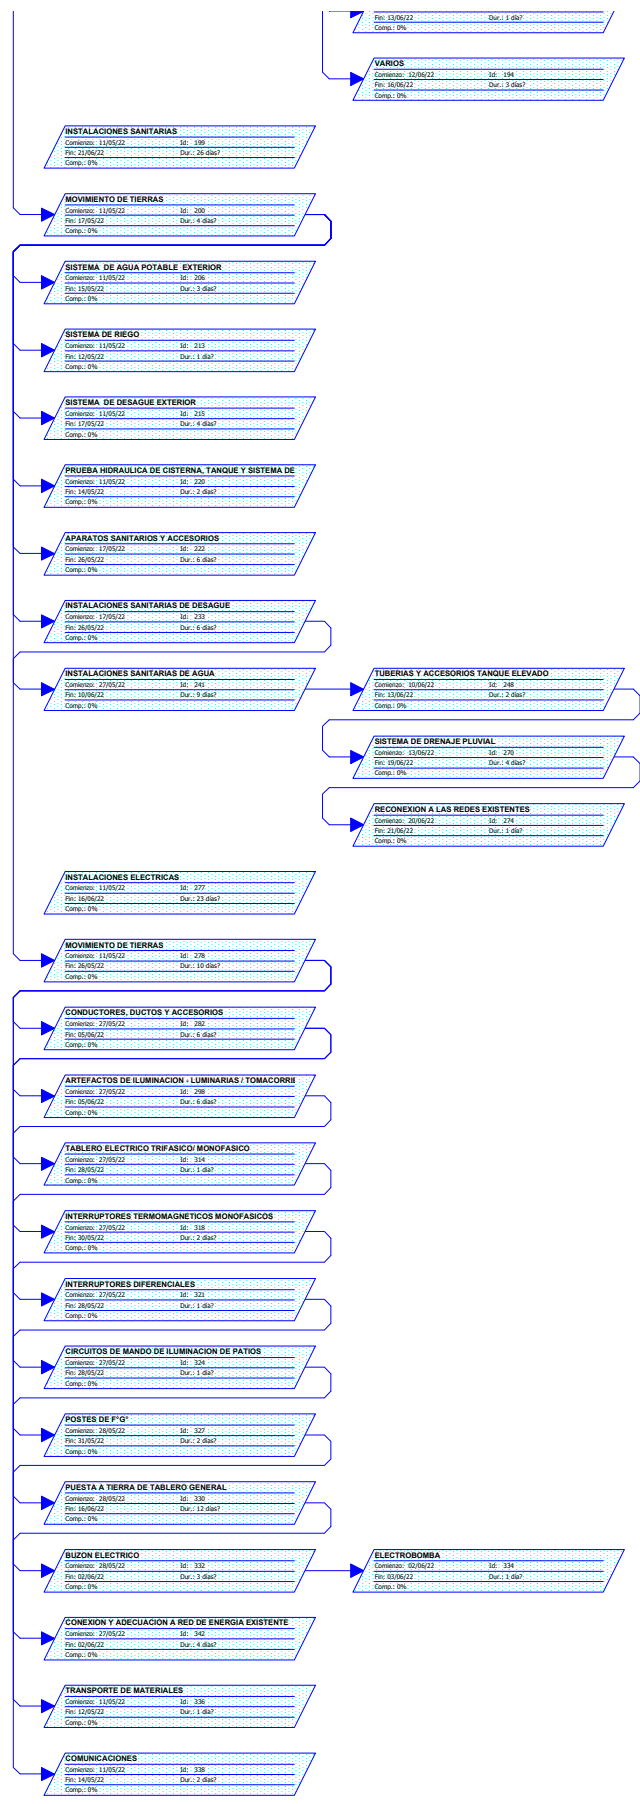 Fin: 13/06/22 Dur.: 1 día?
Comp.: 0%
VARIOS
Comienzo: 12/06/22 Id: 194
Fin: 16/06/22 Dur.: 3 días?
Comp.: 0%
INSTALACIONES SANITARIAS
Comienzo: 11/05/22 Id: 199
Fin: 21/06/22 Dur.: 26 días?
Comp.: 0%
MOVIMIENTO DE TIERRAS
Comienzo: 11/05/22 Id: 200
Fin: 17/05/22 Dur.: 4 días?
Comp.: 0%
SISTEMA DE AGUA POTABLE EXTERIOR
Comienzo: 11/05/22 Id: 206
Fin: 15/05/22 Dur.: 3 días?
Comp.: 0%
SISTEMA DE RIEGO
Comienzo: 11/05/22 Id: 213
Fin: 12/05/22 Dur.: 1 día?
Comp.: 0%
SISTEMA DE DESAGUE EXTERIOR
Comienzo: 11/05/22 Id: 215
Fin: 17/05/22 Dur.: 4 días?
Comp.: 0%
PRUEBA HIDRAULICA DE CISTERNA, TANQUE Y SISTEMA DE
Comienzo: 11/05/22 Id: 220
Fin: 14/05/22 Dur.: 2 días?
Comp.: 0%
APARATOS SANITARIOS Y ACCESORIOS
Comienzo: 17/05/22 Id: 222
Fin: 26/05/22 Dur.: 6 días?
Comp.: 0%
INSTALACIONES SANITARIAS DE DESAGUE
Comienzo: 17/05/22 Id: 233
Fin: 26/05/22 Dur.: 6 días?
Comp.: 0%
INSTALACIONES SANITARIAS DE AGUA
Comienzo: 27/05/22 Id: 241
Fin: 10/06/22 Dur.: 9 días?
Comp.: 0%
TUBERIAS Y ACCESORIOS TANQUE ELEVADO
Comienzo: 10/06/22 Id: 248
Fin: 13/06/22 Dur.: 2 días?
Comp.: 0%
SISTEMA DE DRENAJE PLUVIAL
Comienzo: 13/06/22 Id: 270
Fin: 19/06/22 Dur.: 4 días?
Comp.: 0%
RECONEXION A LAS REDES EXISTENTES
Comienzo: 20/06/22 Id: 274
Fin: 21/06/22 Dur.: 1 día?
Comp.: 0%
INSTALACIONES ELECTRICAS
Comienzo: 11/05/22 Id: 277
Fin: 16/06/22 Dur.: 23 días?
Comp.: 0%
MOVIMIENTO DE TIERRAS
Comienzo: 11/05/22 Id: 278
Fin: 26/05/22 Dur.: 10 días?
Comp.: 0%
CONDUCTORES, DUCTOS Y ACCESORIOS
Comienzo: 27/05/22 Id: 282
Fin: 05/06/22 Dur.: 6 días?
Comp.: 0%
ARTEFACTOS DE ILUMINACION - LUMINARIAS / TOMACORRIE
Comienzo: 27/05/22 Id: 298
Fin: 05/06/22 Dur.: 6 días?
Comp.: 0%
TABLERO ELECTRICO TRIFASICO/ MONOFASICO
Comienzo: 27/05/22 Id: 314
Fin: 28/05/22 Dur.: 1 día?
Comp.: 0%
INTERRUPTORES TERMOMAGNETICOS MONOFASICOS
Comienzo: 27/05/22 Id: 318
Fin: 30/05/22 Dur.: 2 días?
Comp.: 0%
INTERRUPTORES DIFERENCIALES
Comienzo: 27/05/22 Id: 321
Fin: 28/05/22 Dur.: 1 día?
Comp.: 0%
CIRCUITOS DE MANDO DE ILUMINACION DE PATIOS
Comienzo: 27/05/22 Id: 324
Fin: 28/05/22 Dur.: 1 día?
Comp.: 0%
POSTES DE F°G°
Comienzo: 28/05/22 Id: 327
Fin: 31/05/22 Dur.: 2 días?
Comp.: 0%
PUESTA A TIERRA DE TABLERO GENERAL
Comienzo: 28/05/22 Id: 330
Fin: 16/06/22 Dur.: 12 días?
Comp.: 0%
BUZON ELECTRICO
Comienzo: 28/05/22 Id: 332
Fin: 02/06/22 Dur.: 3 días?
Comp.: 0%
ELECTROBOMBA
Comienzo: 02/06/22 Id: 334
Fin: 03/06/22 Dur.: 1 día?
Comp.: 0%
CONEXION Y ADECUACION A RED DE ENERGIA EXISTENTE
Comienzo: 27/05/22 Id: 342
Fin: 02/06/22 Dur.: 4 días?
Comp.: 0%
TRANSPORTE DE MATERIALES
Comienzo: 11/05/22 Id: 336
Fin: 12/05/22 Dur.: 1 día?
Comp.: 0%
COMUNICACIONES
Comienzo: 11/05/22 Id: 338
Fin: 14/05/22 Dur.: 2 días?
Comp.: 0%